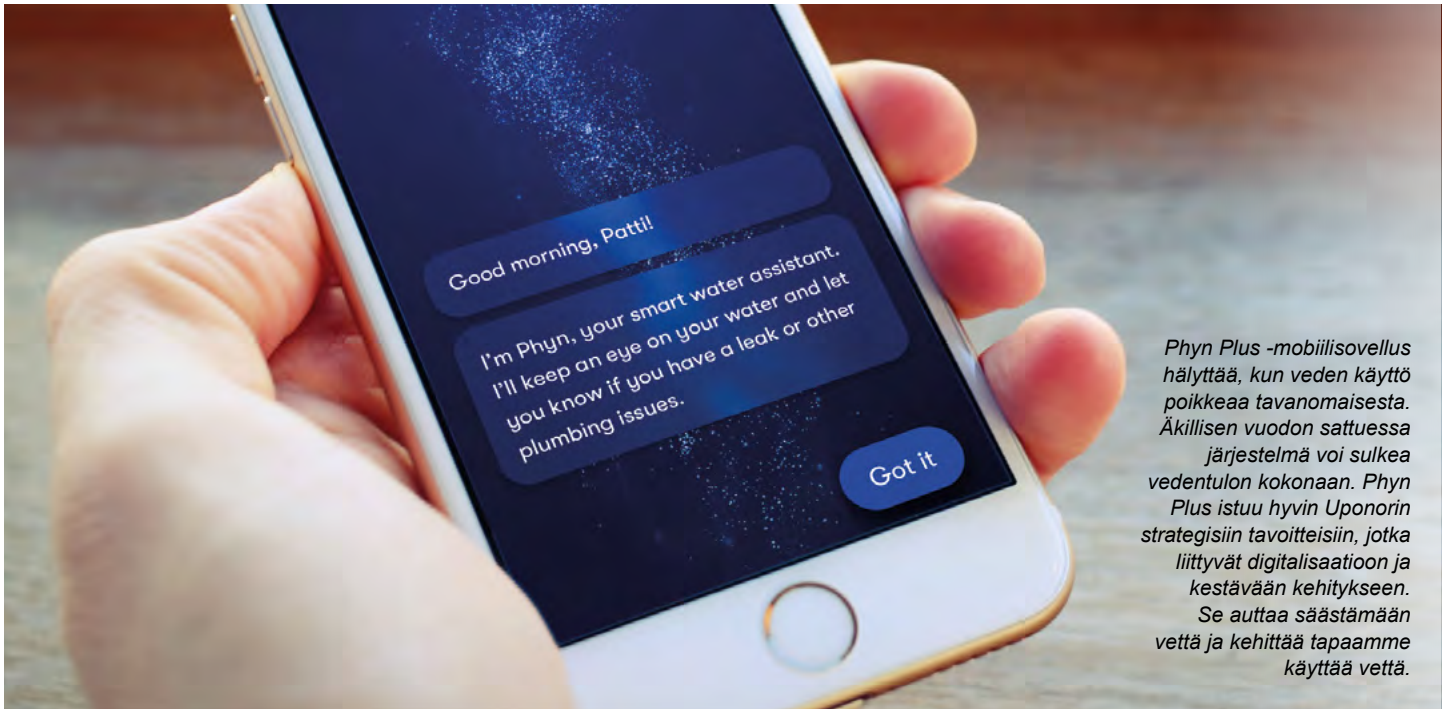 Good morning, Patti!
I'm Phyn, your smart water assistant.
I'll keep an eye on your water and let
you know if you have a leak or other
plumbing issues.
Got it
Phyn Plus -mobiilisovellus
hälyttää, kun veden käyttö
poikkeaa tavanomaisesta.
Äkillisen vuodon sattuessa
järjestelmä voi sulkea
vedentulon kokonaan. Phyn
Plus istuu hyvin Uponorin
strategisiin tavoitteisiin, jotka
liittyvät digitalisaatioon ja
kestävään kehitykseen.
Se auttaa säästämään
vettä ja kehittää tapaamme
käyttää vettä.